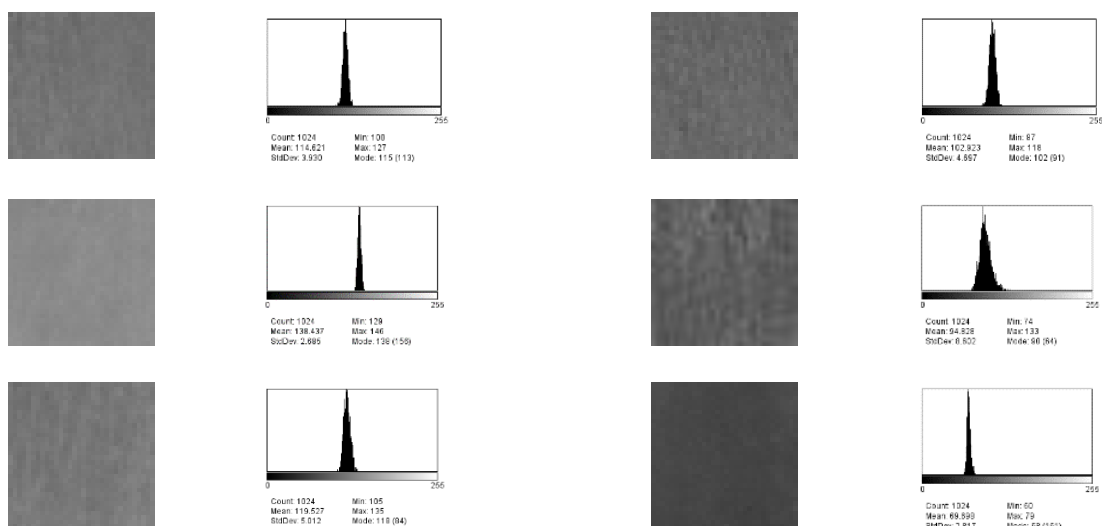 0 255
Count: 1024 Min: 108
Mean: 114.621 Max: 127
StdDev: 3.930 Mode: 115 (113)
0 255
Count: 1024 Min: 87
Mean: 102.923 Max: 118
StdDev: 4.697 Mode: 102 (91)
0 255
Count: 1024 Min: 129
Mean: 138.437 Max: 146
StdDev: 2.685 Mode: 138 (156)
0 255
Count: 1024 Min: 74
Mean: 94.828 Max: 133
StdDev: 8.602 Mode: 90 (64)
0 255
Count: 1024 Min: 105
Mean: 119.527 Max: 135
StdDev: 5.012 Mode: 118 (84)
0 255
Count: 1024 Min: 60
Mean: 69.699 Max: 79